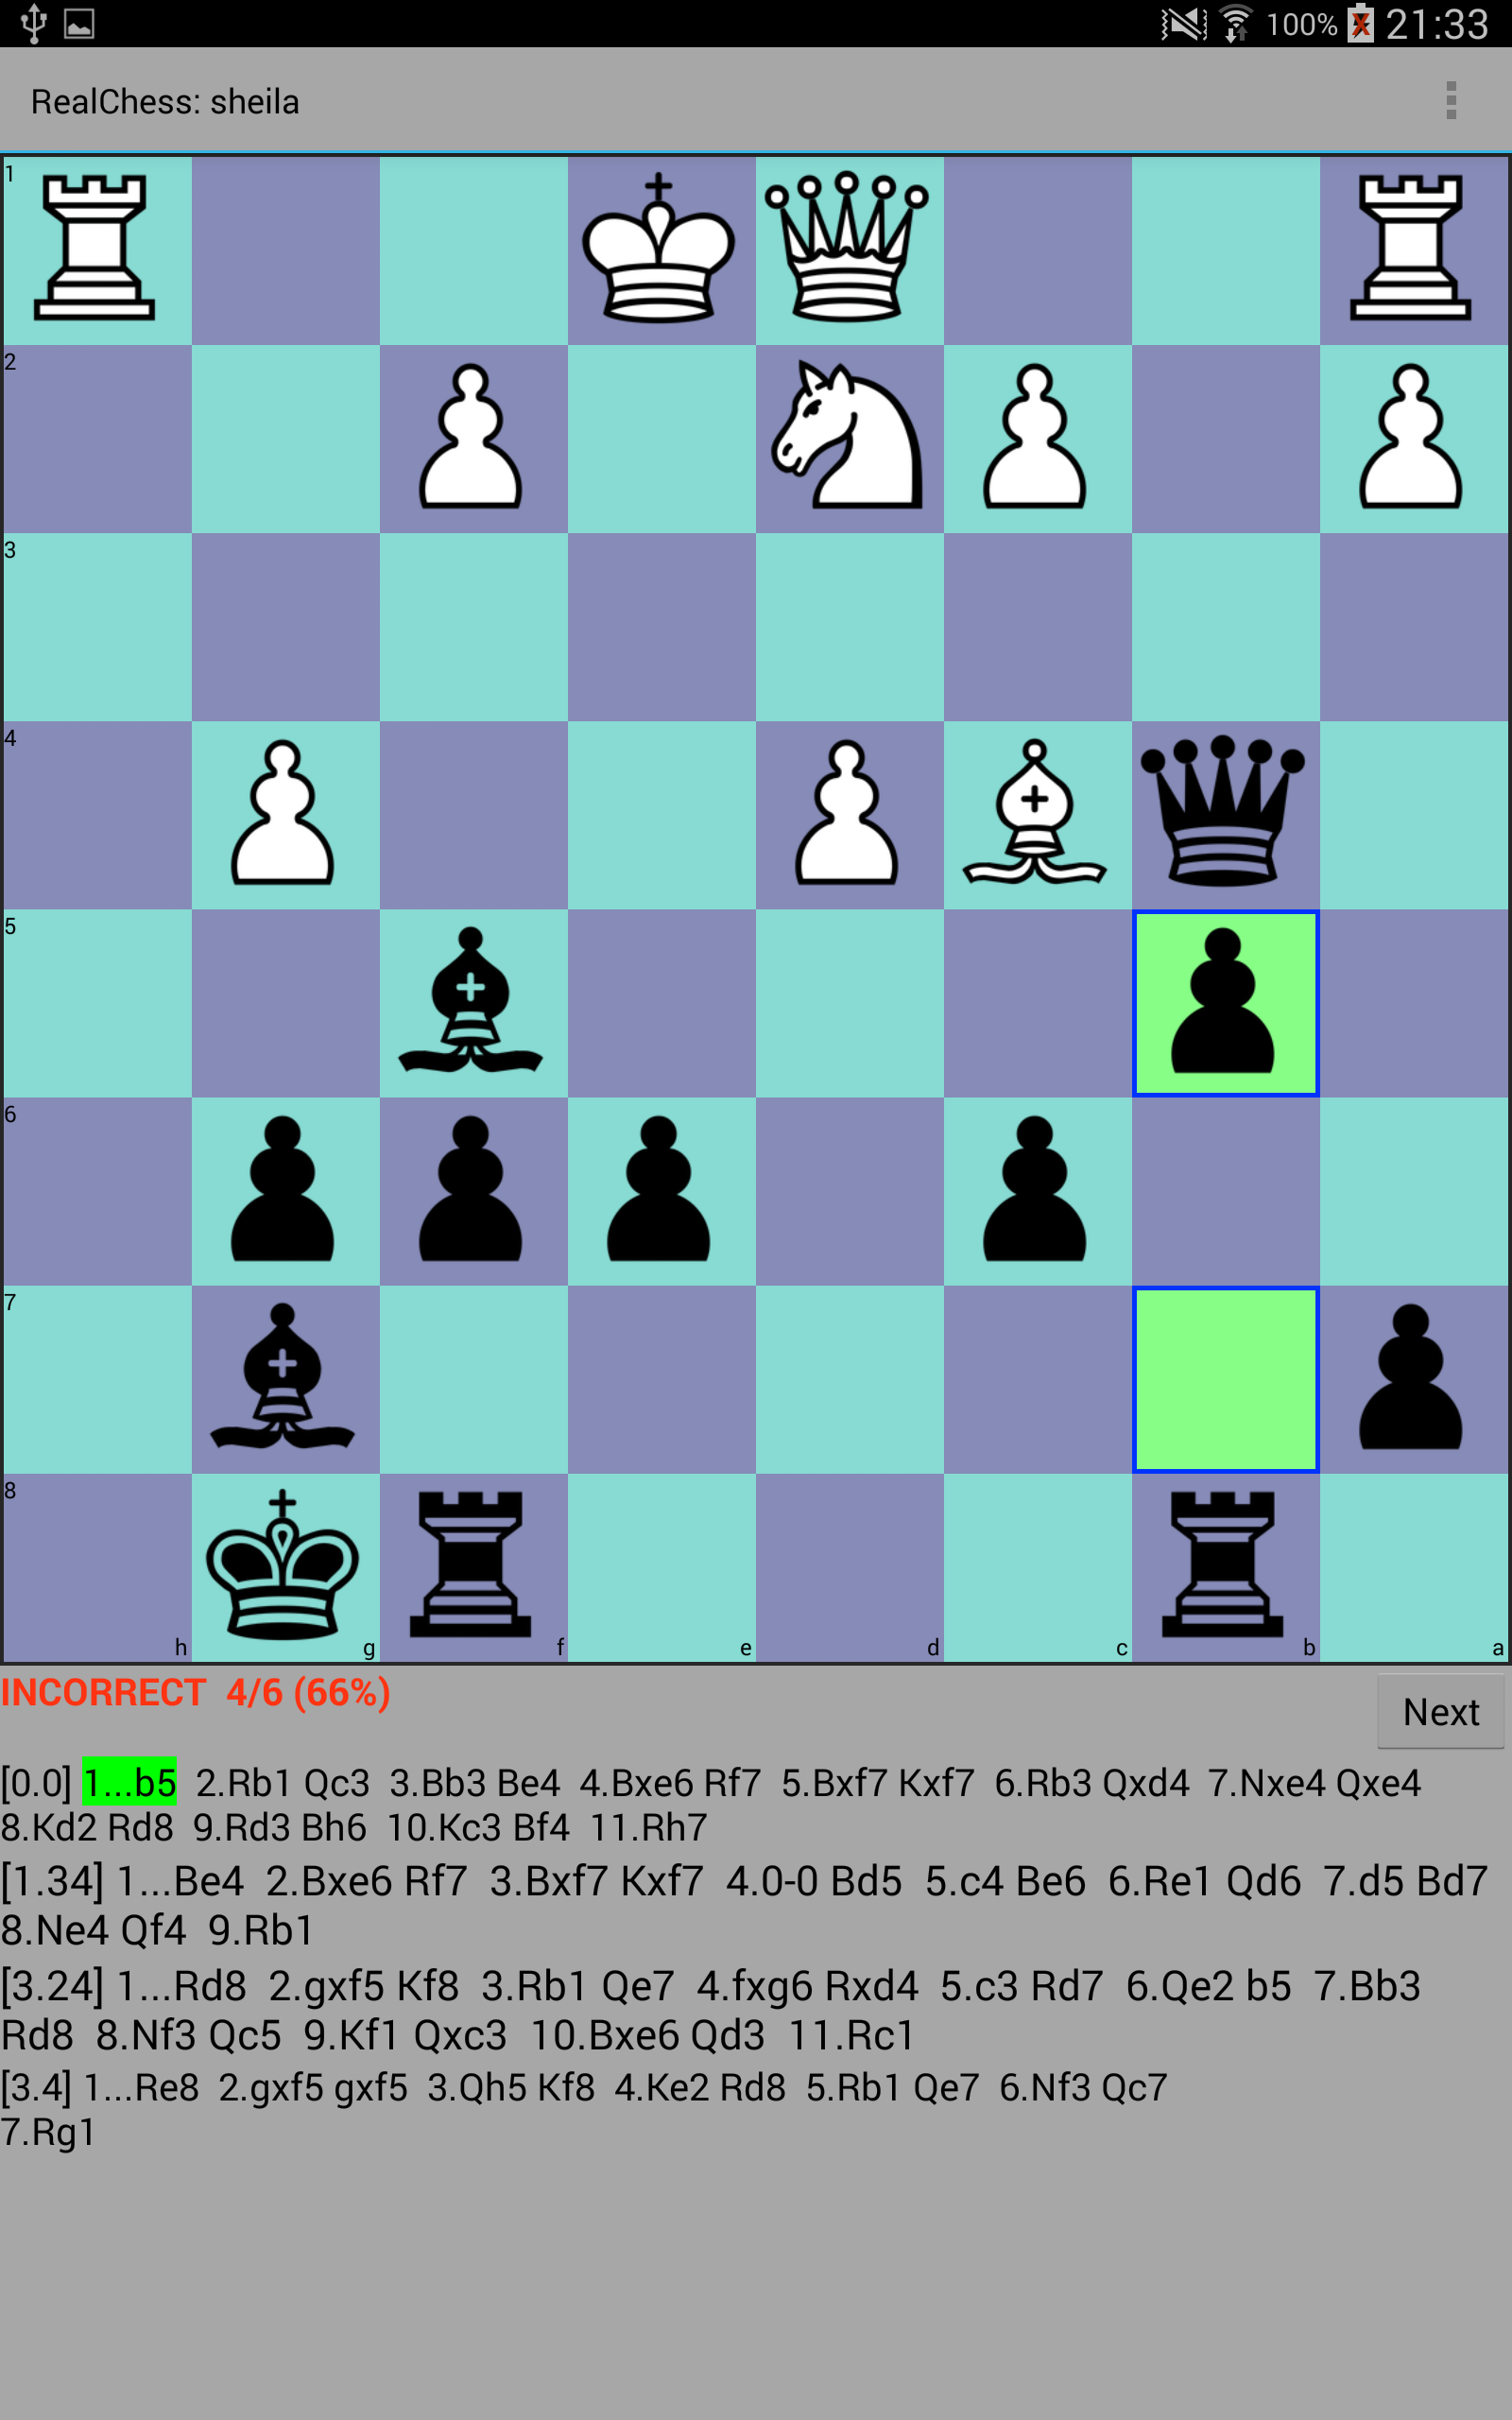 100% 21:33
RealChess: sheila
1
2
3
4
5
6
7
8
h g f e d c b a
INCORRECT 4/6 (66%)
Next
[0.0] 1...b5 2.Rb1 Qc3 3.Bb3 Be4 4.Bxe6 Rf7 5.Bxf7 Kxf7 6.Rb3 Qxd4 7.Nxe4 Qxe4
8.Kd2 Rd8 9.Rd3 Bh6 10.Kc3 Bf4 11.Rh7
[1.34] 1...Be4 2.Bxe6 Rf7 3.Bxf7 Kxf7 4.0-0 Bd5 5.c4 Be6 6.Re1 Qd6 7.d5 Bd7
8.Ne4 Qf4 9.Rb1
[3.24] 1...Rd8 2.gxf5 Kf8 3.Rb1 Qe7 4.fxg6 Rxd4 5.c3 Rd7 6.Qe2 b5 7.Bb3
Rd8 8.Nf3 Qc5 9.Kf1 Qxc3 10.Bxe6 Qd3 11.Rc1
[3.4] 1...Re8 2.gxf5 gxf5 3.Qh5 Kf8 4.Ke2 Rd8 5.Rb1 Qe7 6.Nf3 Qc7
7.Rg1